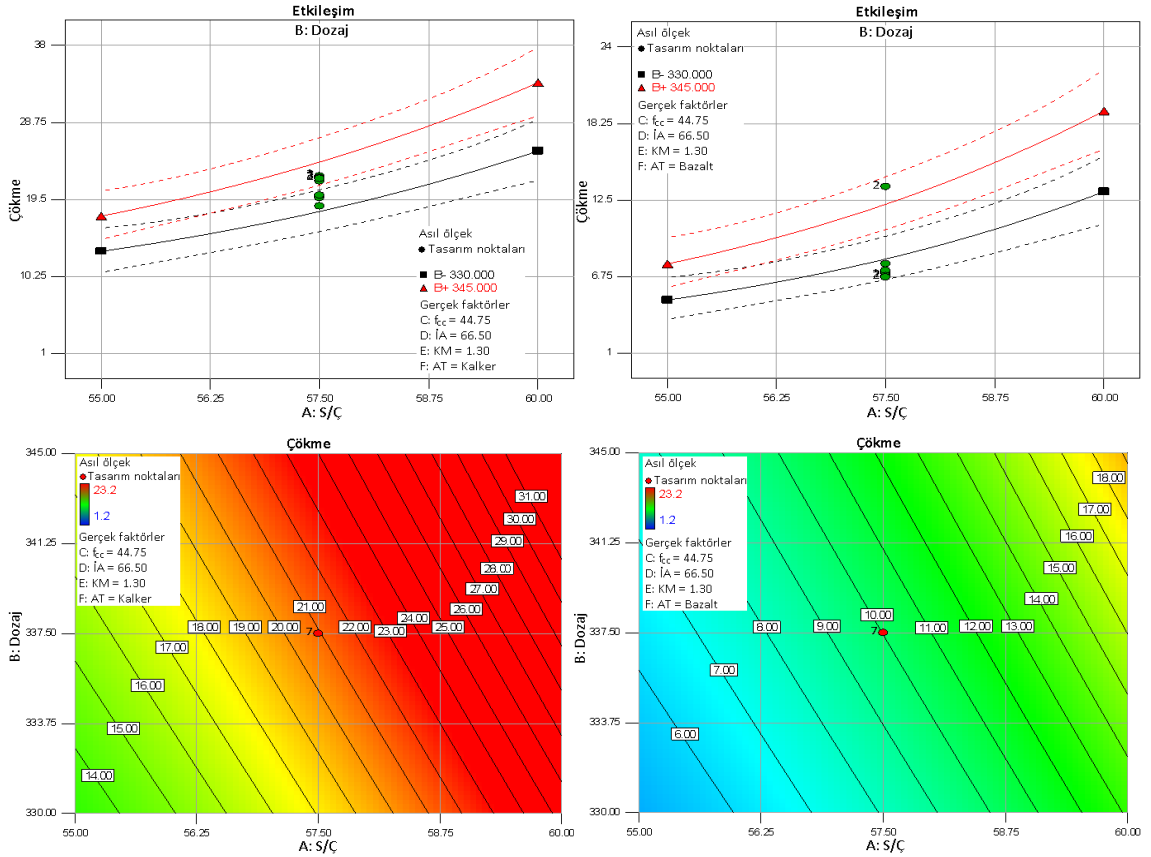 Etkileşim
B: Dozaj
Çökme
38
28.75
19.5
10.25
1
2
Asıl ölçek
Tasarım noktaları
B- 330.000
B+ 345.000
Gerçek faktörler
C: fcc = 44.75
D: İA = 66.50
E: KM = 1.30
F: AT = Kalker
55.00 56.25 57.50 58.75 60.00
A: S/Ç
Etkileşim
B: Dozaj
Çökme
24
18.25
12.5
6.75
1
Asıl ölçek
Tasarım noktaları
B- 330.000
B+ 345.000
Gerçek faktörler
C: fcc = 44.75
D: İA = 66.50
E: KM = 1.30
F: AT = Bazalt
2
55.00 56.25 57.50 58.75 60.00
A: S/Ç
Çökme
B: Dozaj
345.00
341.25
337.50
333.75
330.00
Asıl ölçek
Tasarım noktaları
23.2
1.2
Gerçek faktörler
C: fcc = 44.75
D: İA = 66.50
E: KM = 1.30
F: AT = Kalker
31.00
30.00
29.00
28.00
27.00
26.00
24.00
25.00
23.00
22.00
21.00
20.00
19.00
18.00
17.00
16.00
15.00
14.00
7
55.00 56.25 57.50 58.75 60.00
A: S/Ç
Çökme
B: Dozaj
345.00
341.25
337.50
333.75
330.00
Asıl ölçek
Tasarım noktaları
23.2
1.2
Gerçek faktörler
C: fcc = 44.75
D: İA = 66.50
E: KM = 1.30
F: AT = Bazalt
18.00
17.00
16.00
15.00
14.00
13.00
12.00
11.00
10.00
9.00
8.00
7.00
6.00
7
55.00 56.25 57.50 58.75 60.00
A: S/Ç